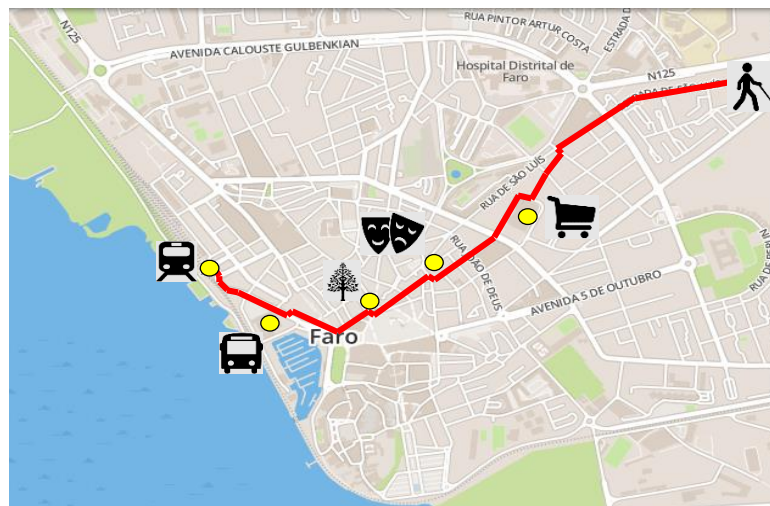 RUA PINTOR ARTUR COSTA
ESTRADA D
N125
AVENIDA CALOUSTE GULBENKIAN
Hospital Distrital de
Faro
N125
RUA DE SÃO LUÍS
RUA JOÃO DE DEUS
AVENIDA 5 DE OUTUBRO
Faro